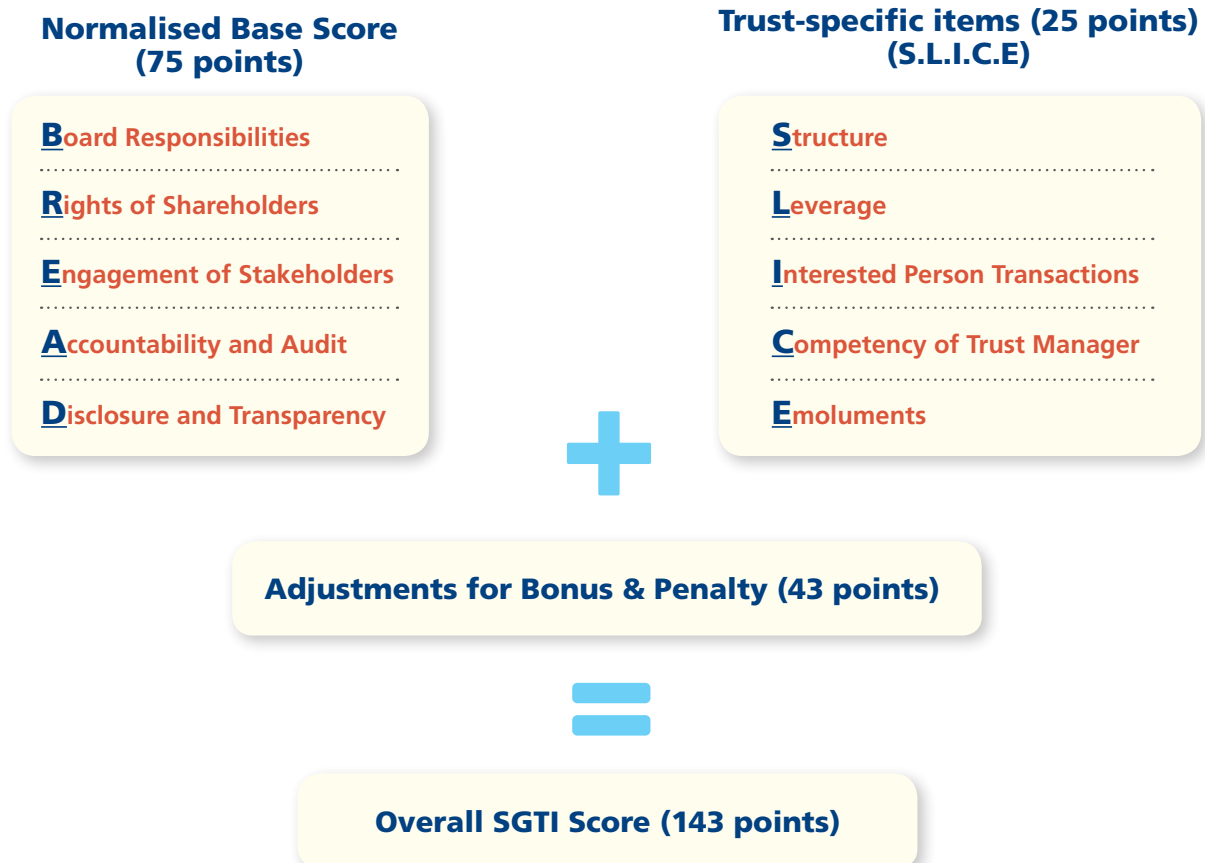 Normalised Base Score
(75 points)
Board Responsibilities
Rights of Shareholders
Engagement of Stakeholders
Accountability and Audit
Disclosure and Transparency
Trust-specific items (25 points)
(S.L.I.C.E)
Structure
Leverage
Interested Person Transactions
Competency of Trust Manager
Emoluments
+
Adjustments for Bonus & Penalty (43 points)
=
Overall SGTI Score (143 points)